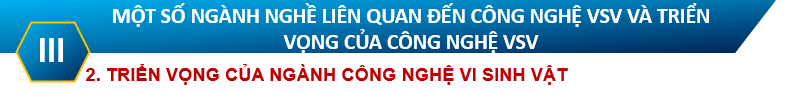 III
MỘT SỐ NGÀNH NGHỀ LIÊN QUAN ĐẾN CÔNG NGHỆ VSV VÀ TRIỂN
VỌNG CỦA CÔNG NGHỆ VSV
2. TRIỂN VỌNG CỦA NGÀNH CÔNG NGHỆ VI SINH VẬT